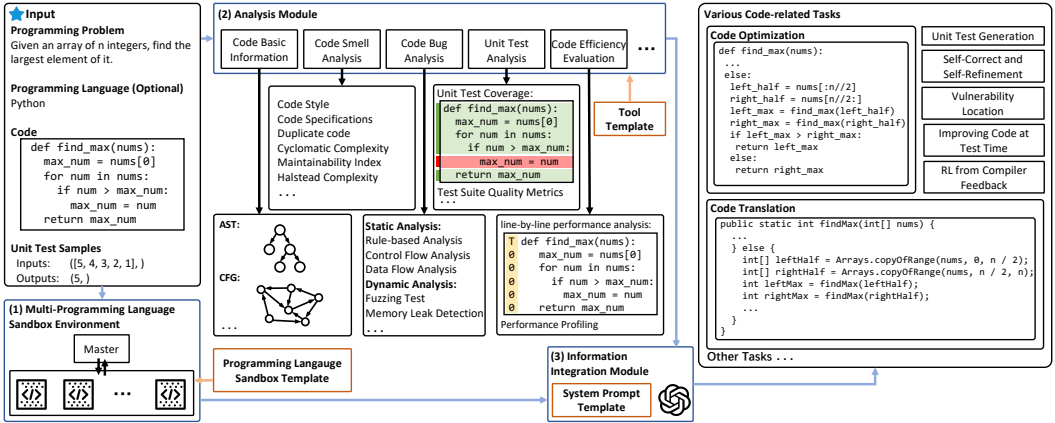 Input
Programming Problem
Given an array of n integers, find the
largest element of it.
Programming Language (Optional)
Python
Code
def find_max(nums):
max_num = nums[0]
for num in nums:
if num > max_num:
max_num = num
return max_num
Unit Test Samples
Inputs: ([5, 4, 3, 2, 1], )
Outputs: (5, )
(1) Multi-Programming Language
Sandbox Environment
Master
...
Programming Langauge
Sandbox Template
(2) Analysis Module
Code Basic
Information
Code Smell
Analysis
Code Bug
Analysis
Unit Test
Analysis
Code Efficiency
Evaluation
...
Tool
Template
Code Style
Code Specifications
Duplicate code
Cyclomatic Complexity
Maintainability Index
Halstead Complexity
...
Unit Test Coverage:
def find_max(nums):
max_num = nums[0]
for num in nums:
if num > max_num:
max_num = num
return max_num
Test Suite Quality Metrics
...
AST:
CFG:
...
Static Analysis:
Rule-based Analysis
Control Flow Analysis
Data Flow Analysis
Dynamic Analysis:
Fuzzing Test
Memory Leak Detection
...
line-by-line performance analysis:
T def find_max(nums):
0 max_num = nums[0]
0 for num in nums:
0 if num > max_num:
0 max_num = num
0 return max_num
Performance Profiling
(3) Information
Integration Module
System Prompt
Template
Various Code-related Tasks
Code Optimization
def find_max(nums):
...
else:
left_half = nums[:n//2]
right_half = nums[n//2:]
left_max = find_max(left_half)
right_max = find_max(right_half)
if left_max > right_max:
return left_max
else:
return right_max
Unit Test Generation
Self-Correct and
Self-Refinement
Vulnerability
Location
Improving Code at
Test Time
RL from Compiler
Feedback
Code Translation
public static int findMax(int[] nums) {
...
} else {
int[] leftHalf = Arrays.copyOfRange(nums, 0, n / 2);
int[] rightHalf = Arrays.copyOfRange(nums, n / 2, n);
int leftMax = findMax(leftHalf);
int rightMax = findMax(rightHalf);
...
}
}
Other Tasks ...